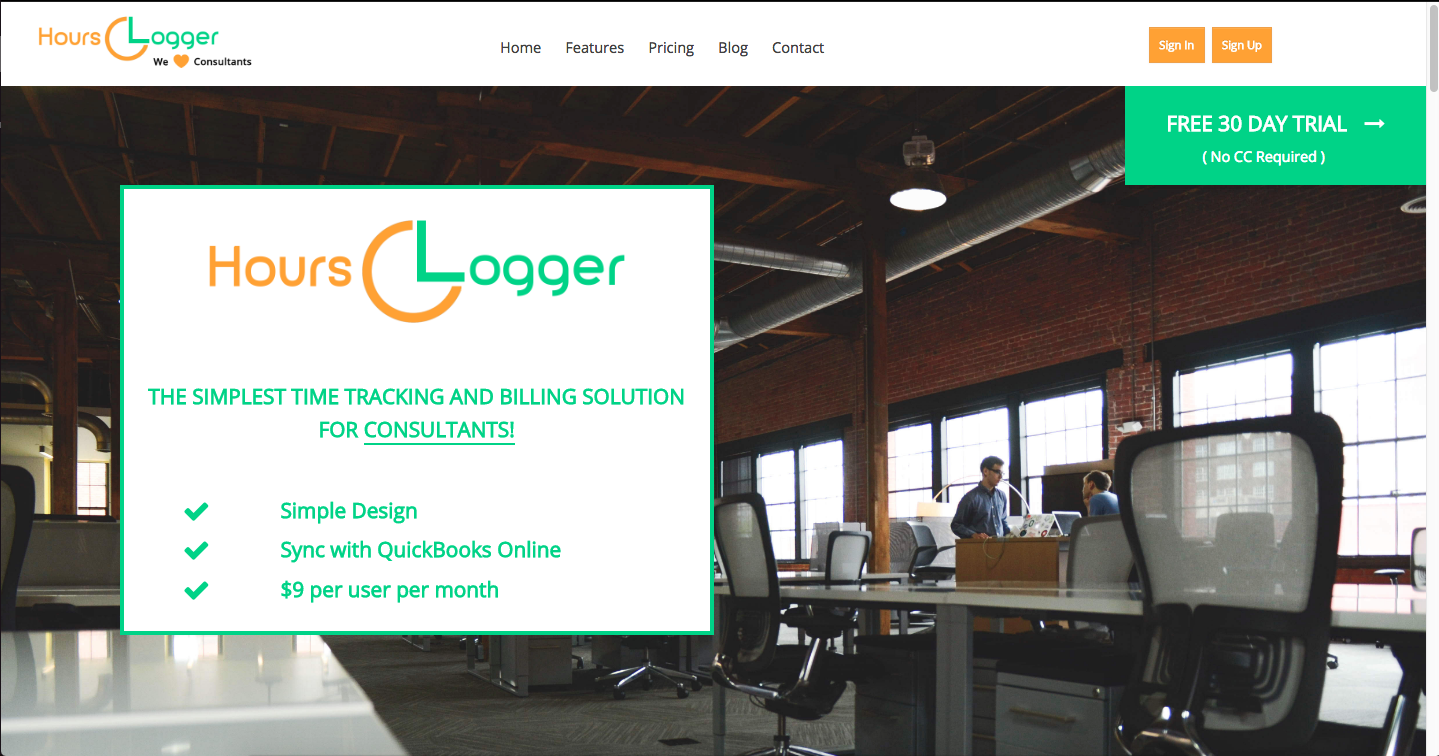 Hours Logger
We Consultants
Home Features Pricing Blog Contact
Sign In Sign Up
FREE 30 DAY TRIAL
( No CC Required )
Hours Logger
THE SIMPLEST TIME TRACKING AND BILLING SOLUTION
FOR CONSULTANTS!
Simple Design
Sync with QuickBooks Online
$9 per user per month